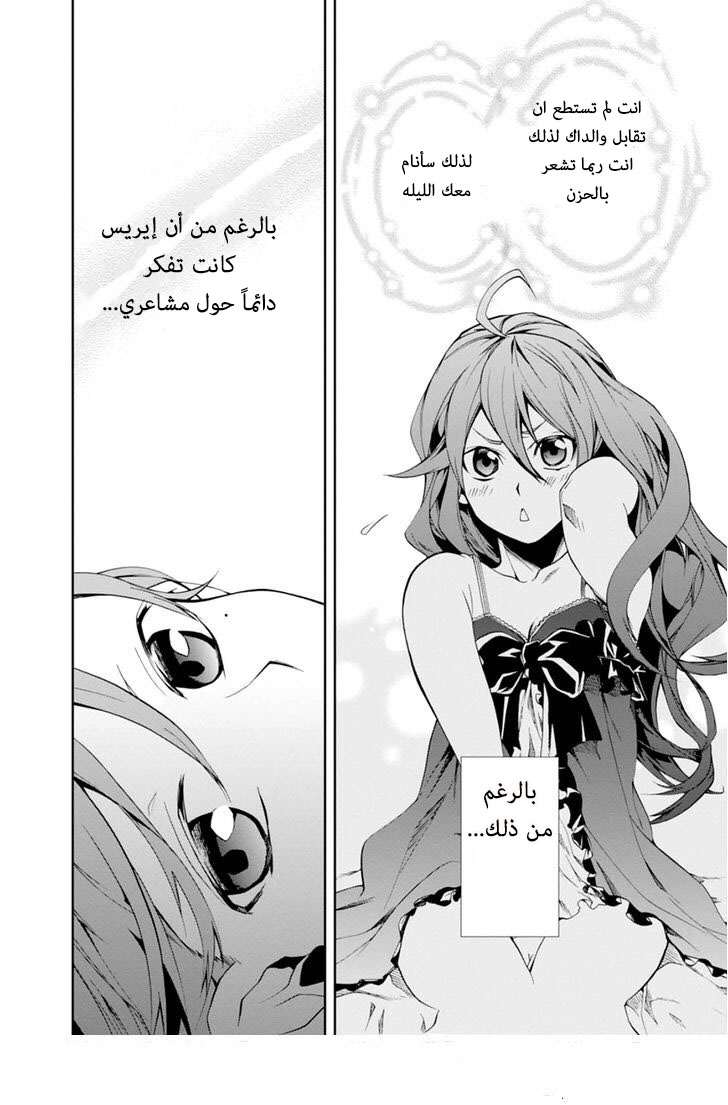 انت لم تستطع ان
تقابل والداك لذلك
انت ربما تشعر
بالحزن
لذلك سأنام
معك الليله
بالرغم
من ذلك...
بالرغم من أن إيريس
كانت تفكر
دائماً حول مشاعري...